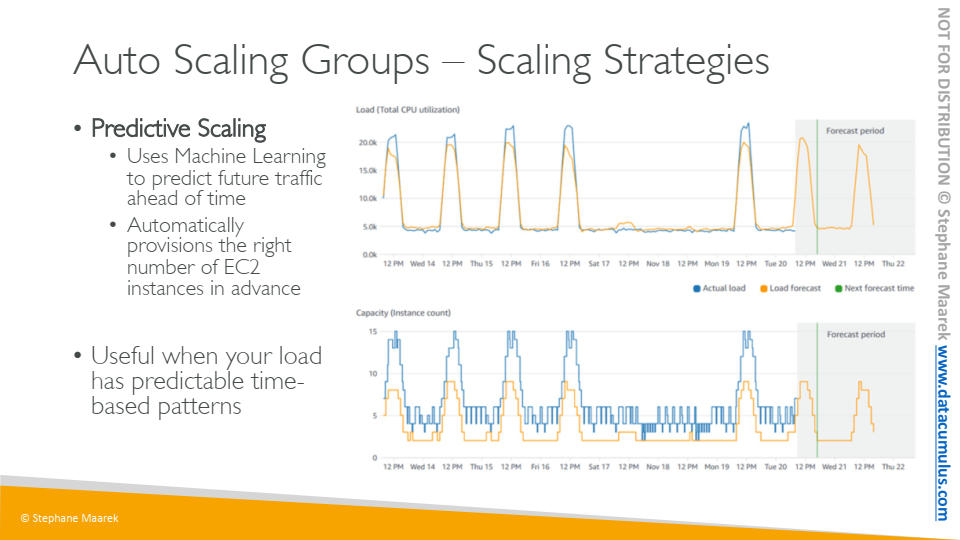 Auto Scaling Groups – Scaling Strategies
• Predictive Scaling
• Uses Machine Learning
to predict future traffic
ahead of time
• Automatically
provisions the right
number of EC2
instances in advance
• Useful when your load
has predictable time-
based patterns
Load (Total CPU utilization)
Forecast period
20.0k
15.0k
10.0k
5.0k
0.0k
12 PM Wed 14 12 PM Thu 15 12 PM Fri 16 12 PM Sat 17 12 PM Nov 18 12 PM Mon 19 12 PM Tue 20 12 PM Wed 21 12 PM Thu 22
Actual load Load forecast Next forecast time
Capacity (Instance count)
Forecast period
15
10
5
0
12 PM Wed 14 12 PM Thu 15 12 PM Fri 16 12 PM Sat 17 12 PM Nov 18 12 PM Mon 19 12 PM Tue 20 12 PM Wed 21 12 PM Thu 22
© Stephane Maarek
NOT FOR DISTRIBUTION © Stephane Maarek www.datacumulus.com